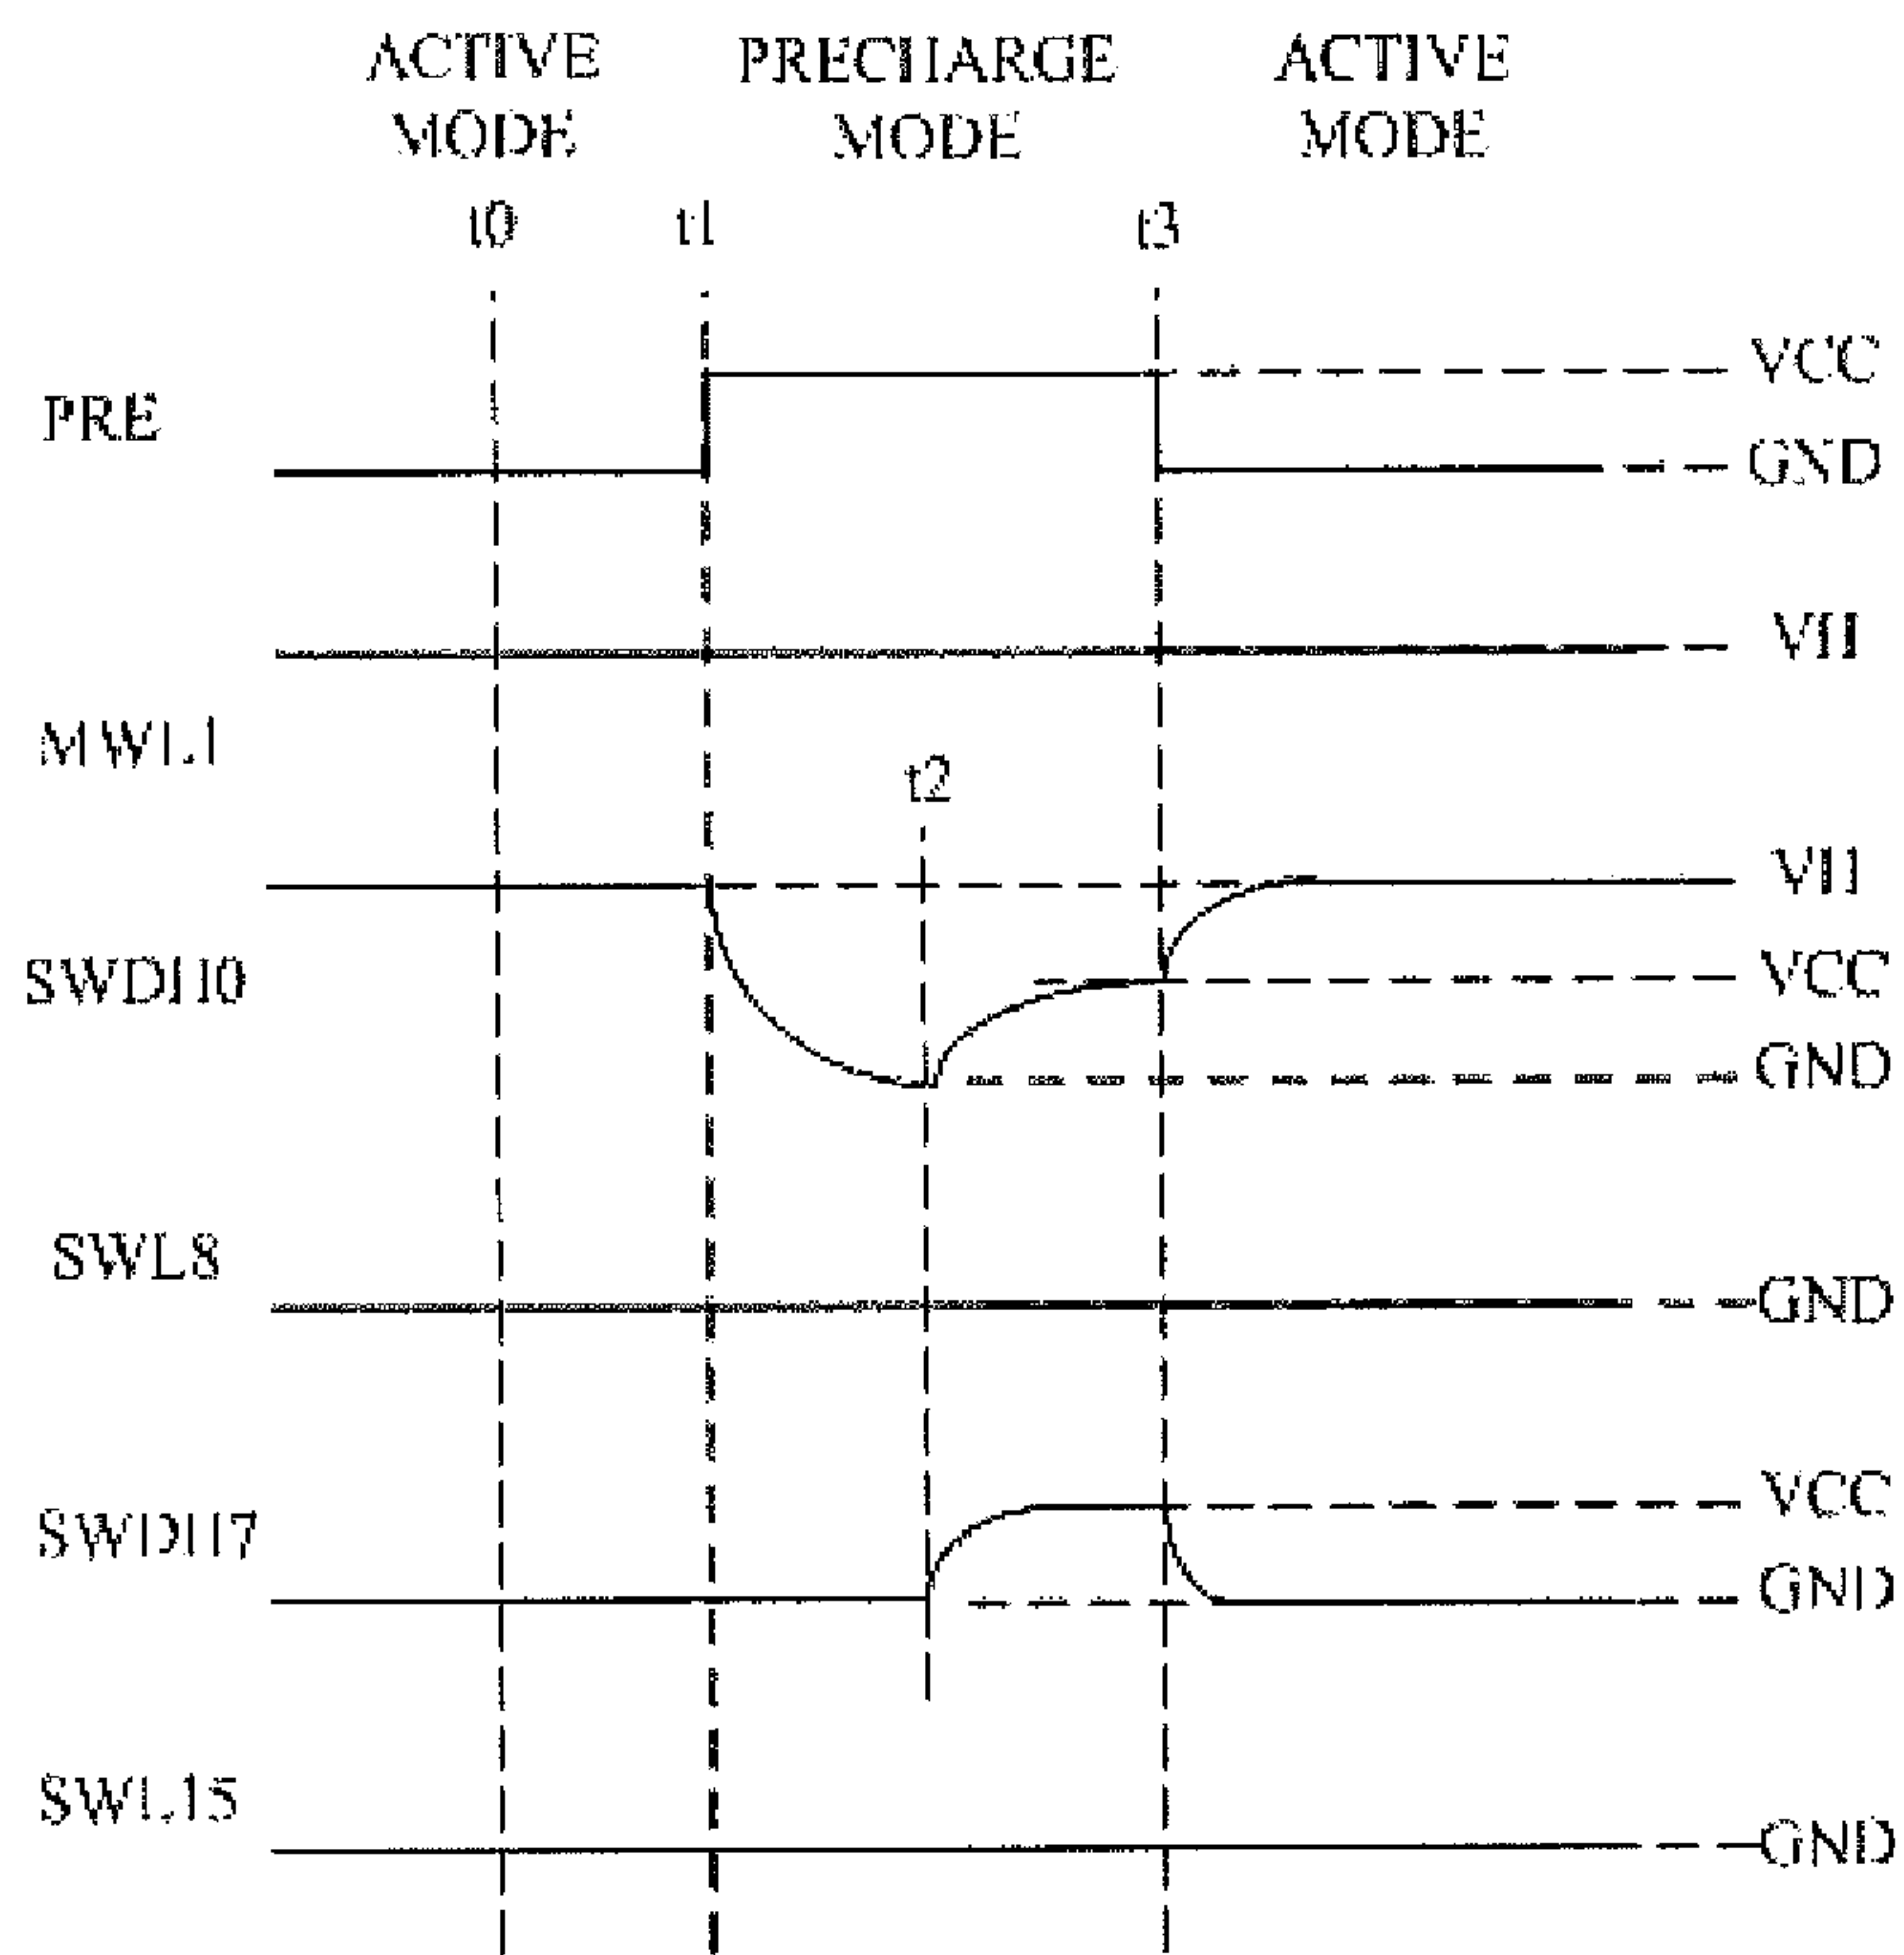 ACTIVE MODE
PRECHARGE MODE
ACTIVE MODE
t0
t1
t3
VCC
PRE
GND
VH
MWL1
t2
VH
SWDH0
VCC
GND
SWL8
GND
VCC
SWDH7
GND
SWL15
GND